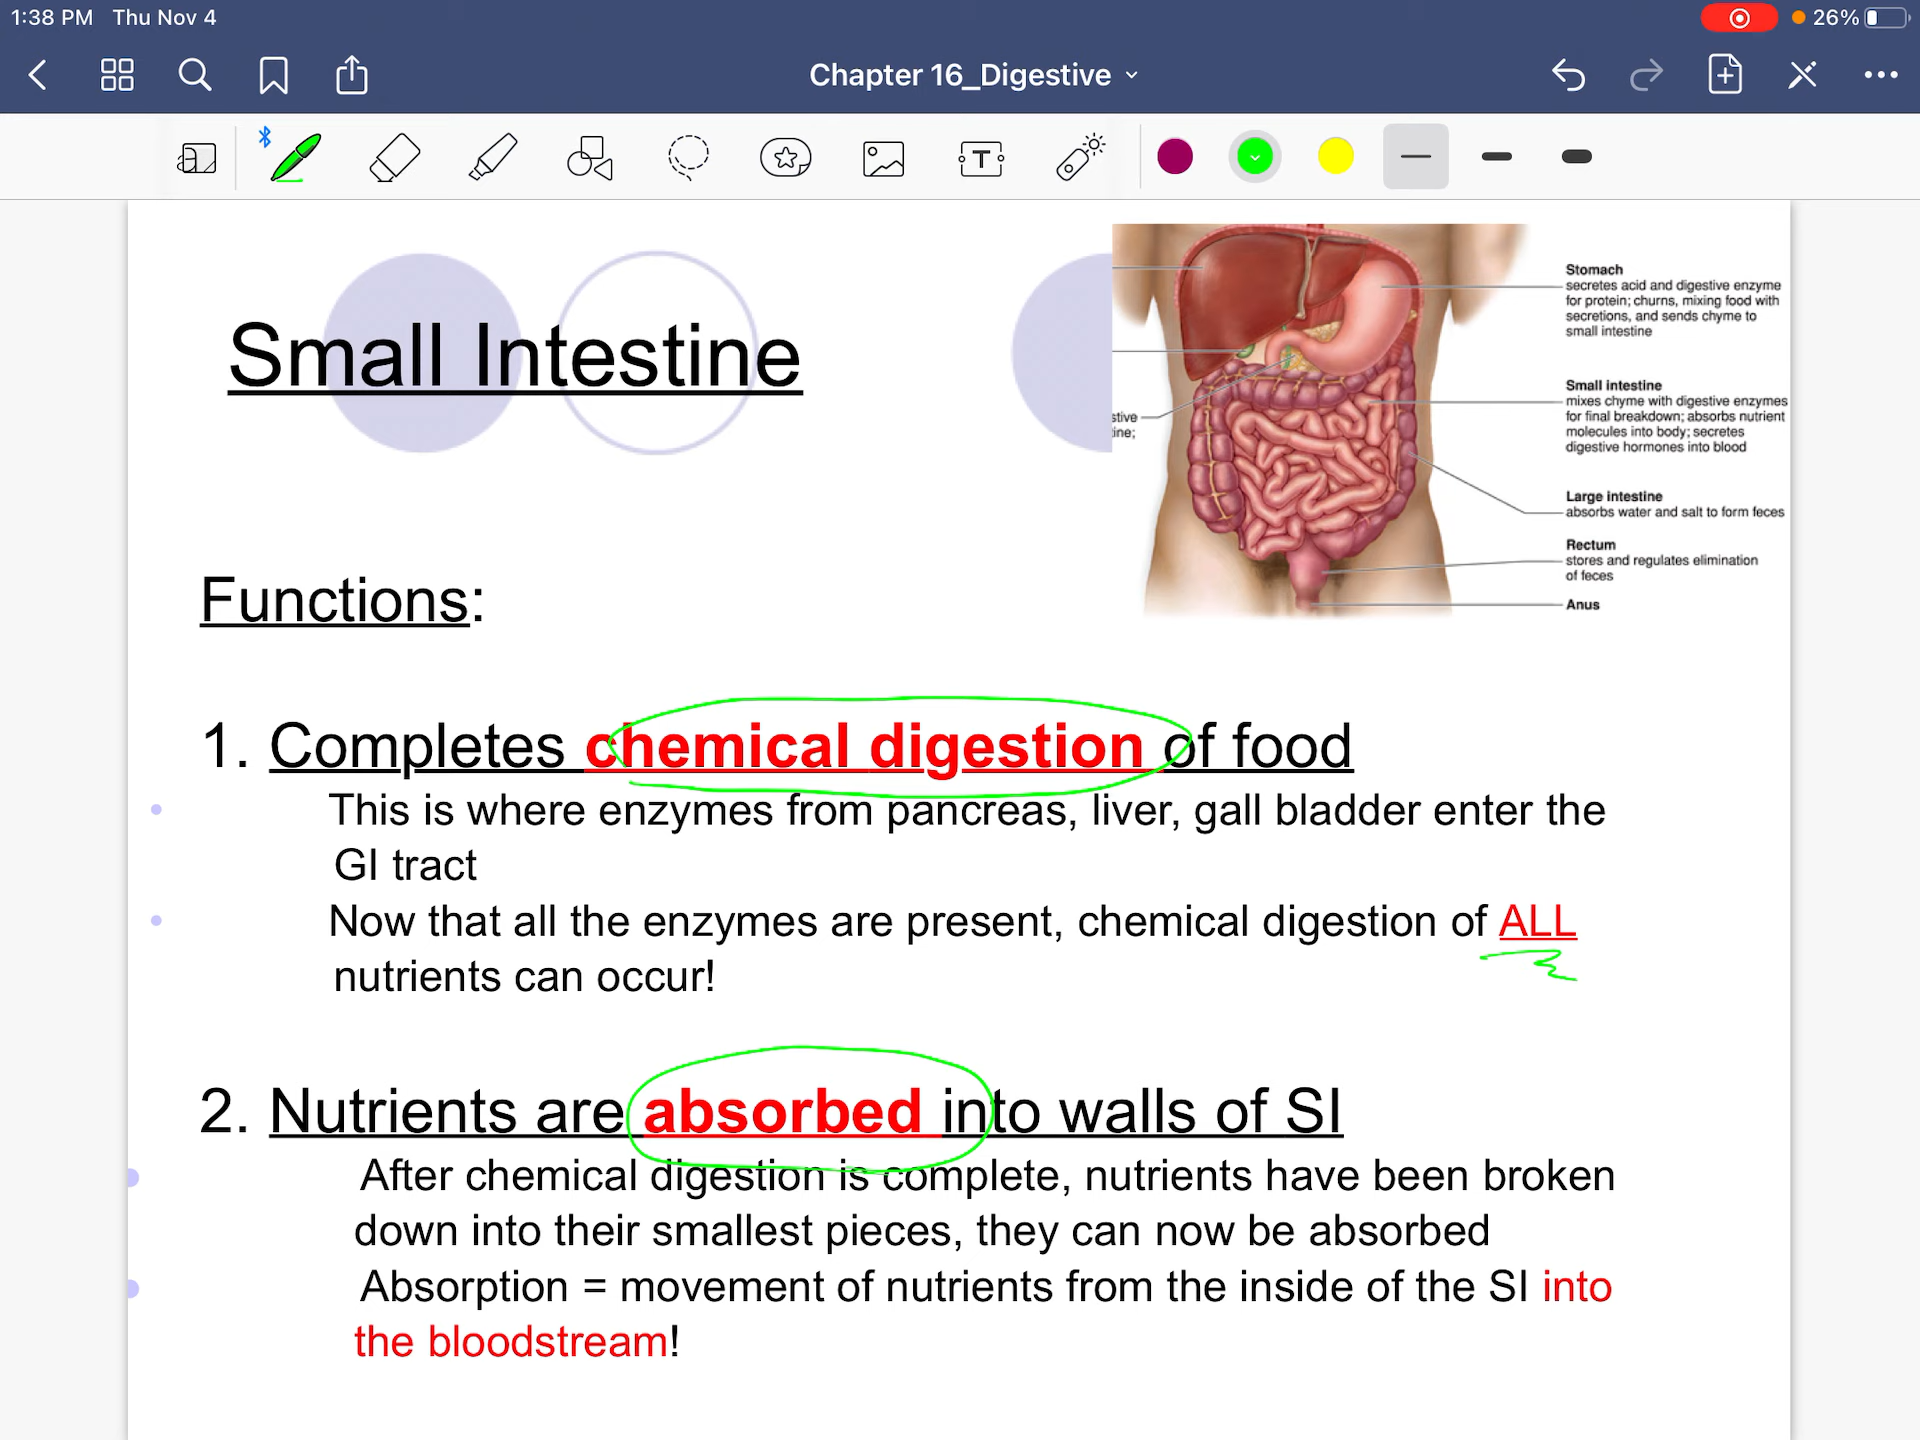 1:38 PM Thu Nov 4
26%
Chapter 16_Digestive
T
Small Intestine
Stomach
secretes acid and digestive enzyme
for protein; churns, mixing food with
secretions, and sends chyme to
small intestine
Small intestine
mixes chyme with digestive enzymes
for final breakdown; absorbs nutrient
molecules into body; secretes
digestive hormones into blood
stive
ine;
Large intestine
absorbs water and salt to form feces
Rectum
stores and regulates elimination
of feces
Anus
Functions:
1. Completes chemical digestion of food
• This is where enzymes from pancreas, liver, gall bladder enter the
GI tract
• Now that all the enzymes are present, chemical digestion of ALL
nutrients can occur!
2. Nutrients are absorbed into walls of SI
• After chemical digestion is complete, nutrients have been broken
down into their smallest pieces, they can now be absorbed
• Absorption = movement of nutrients from the inside of the SI into
the bloodstream!